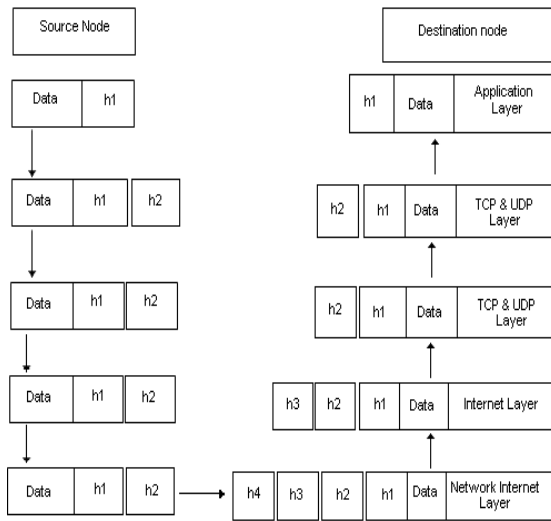 Source Node
Data h1
Data h1 h2
Data h1 h2
Data h1 h2
Data h1 h2
Destination node
h1 Data Application
Layer
h2 h1 Data TCP & UDP
Layer
h2 h1 Data TCP & UDP
Layer
h3 h2 h1 Data Internet Layer
h4 h3 h2 h1 Data Network Internet
Layer